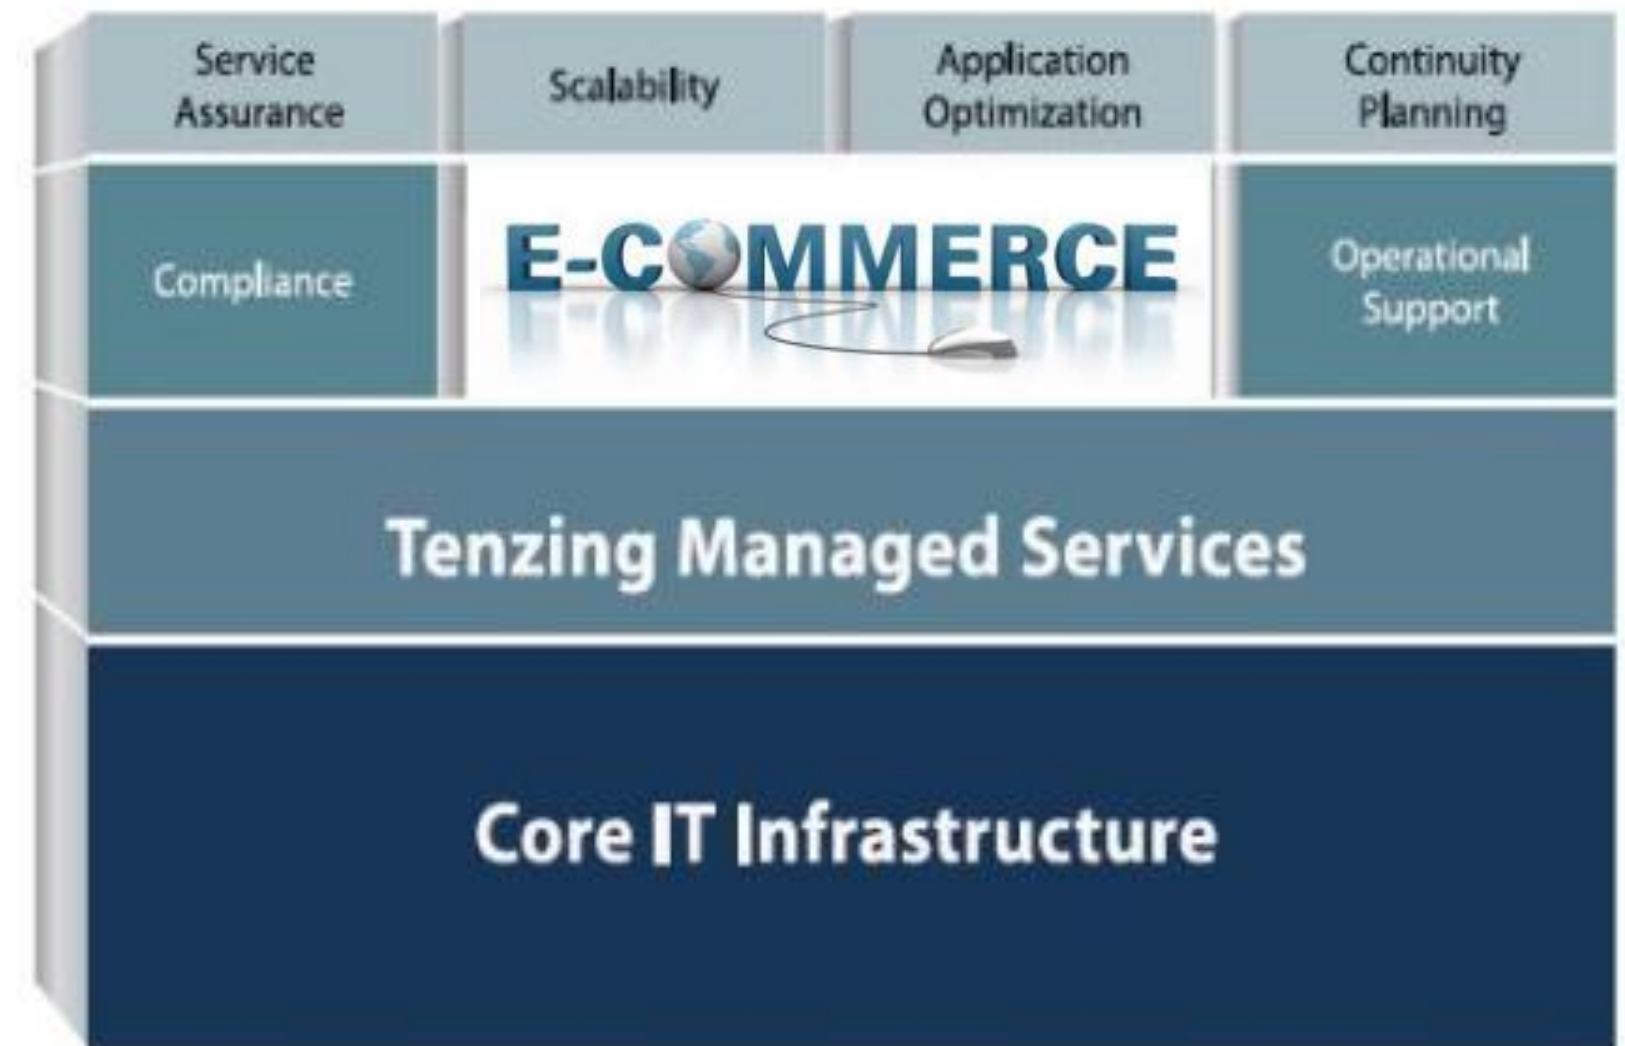 Service
Assurance
Scalability
Application
Optimization
Continuity
Planning
Compliance
E-COMMERCE
Operational
Support
Tenzing Managed Services
Core IT Infrastructure